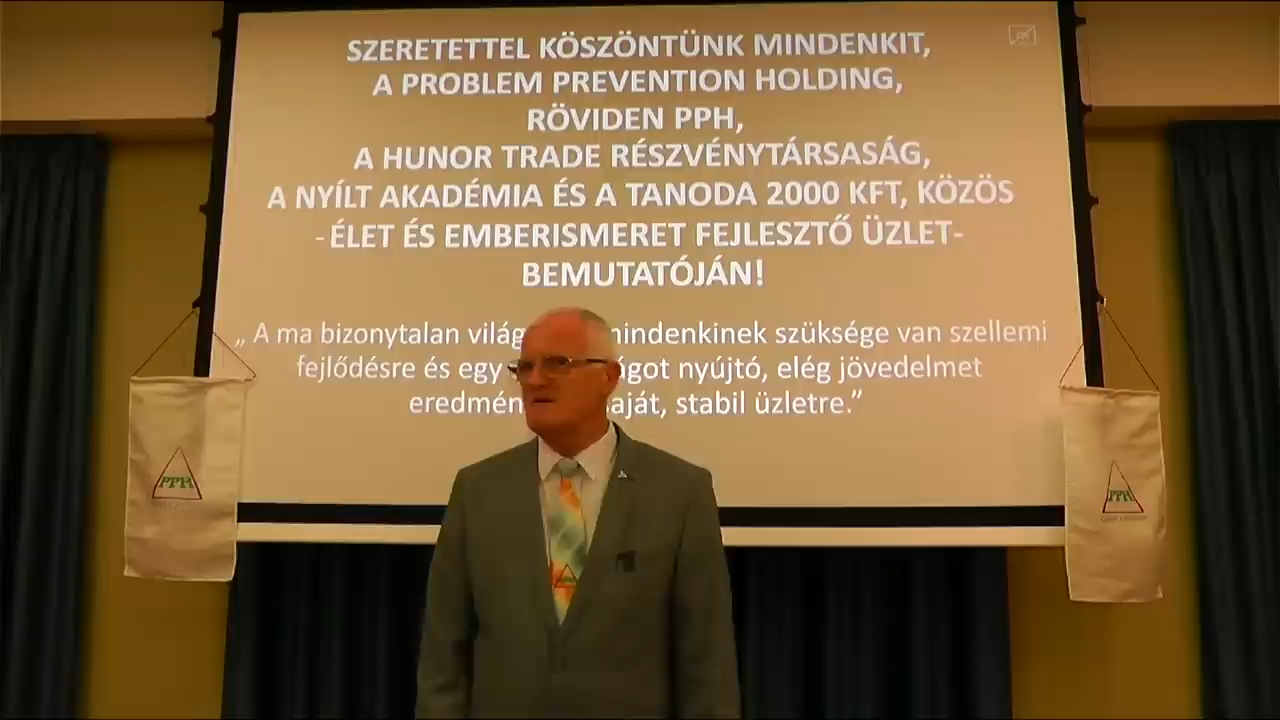 SZERETETTEL KÖSZÖNTÜNK MINDENKIT,
A PROBLEM PREVENTION HOLDING,
RÖVIDEN PPH,
A HUNOR TRADE RÉSZVÉNYTÁRSASÁG,
A NYÍLT AKADÉMIA ÉS A TANODA 2000 KFT, KÖZÖS
-ÉLET ÉS EMBERISMERET FEJLESZTŐ ÜZLET-
BEMUTATÓJÁN!
„ A ma bizonytalan mindenkinek szüksége van szellemi
fejlődésre és egy nyújtó, elég jövedelmet
saját, stabil üzletre.”
PPH
PPH